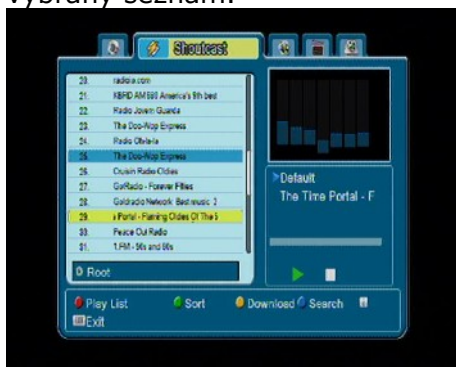 vybraný seznam.
Shoutcast
20. radioia.com
21. KBRD AM 680 America's 9th best
22. Radio Jovem Guarda
23. The Doo-Wop Express
24. Radio
25. The Doo-Wop Express
26. Cruisin Radio Oldies
27. GotRadio - Forever Fifties
28. Goldradio Network Best music 2
29. a Portal - Flaming Oldies Of The 5
30. Peace Out Radio
31. 1.FM - 50s and 60s
0 Root
Default
The Time Portal - F
Play List Sort Download Search
Exit